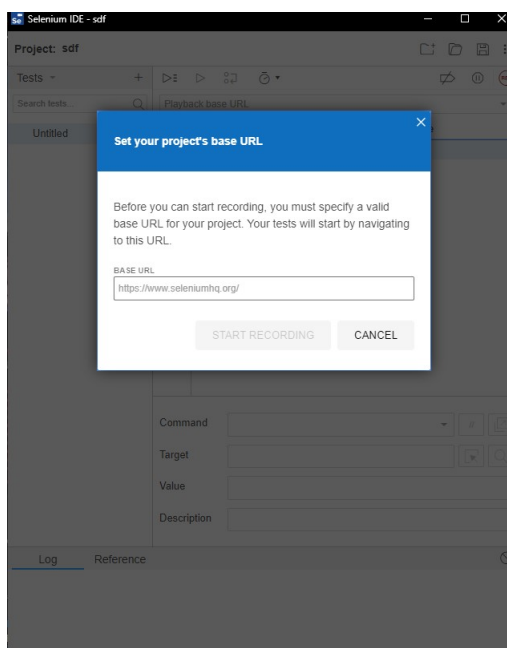 Se Selenium IDE - sdf
Project: sdf
Tests
Search tests...
Playback base URL
Untitled
Set your project's base URL
Before you can start recording, you must specify a valid
base URL for your project. Your tests will start by navigating
to this URL.
BASE URL
https://www.seleniumhq.org/
START RECORDING CANCEL
Command
Target
Value
Description
Log Reference